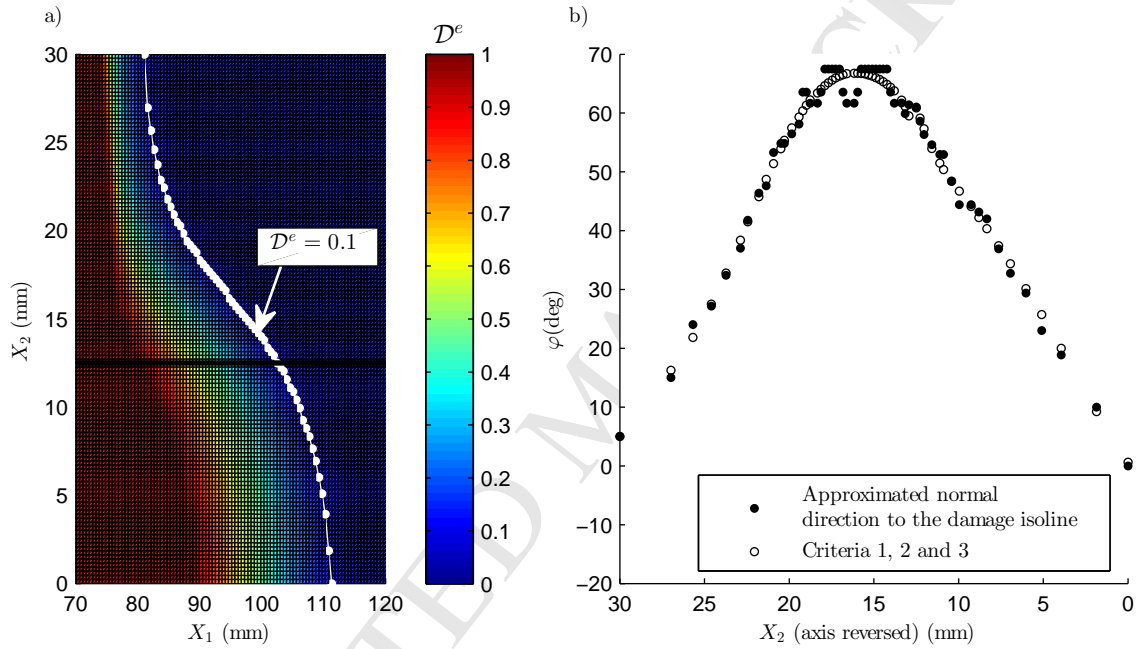 a)
𝒟ᵉ
30
25
20
15
10
5
0
X₂ (mm)
70 80 90 100 110 120
X₁ (mm)
𝒟ᵉ = 0.1
1
0.9
0.8
0.7
0.6
0.5
0.4
0.3
0.2
0.1
0
b)
70
60
50
40
30
20
10
0
−10
−20
φ(deg)
30 25 20 15 10 5 0
X₂ (axis reversed) (mm)
Approximated normal
direction to the damage isoline
Criteria 1, 2 and 3